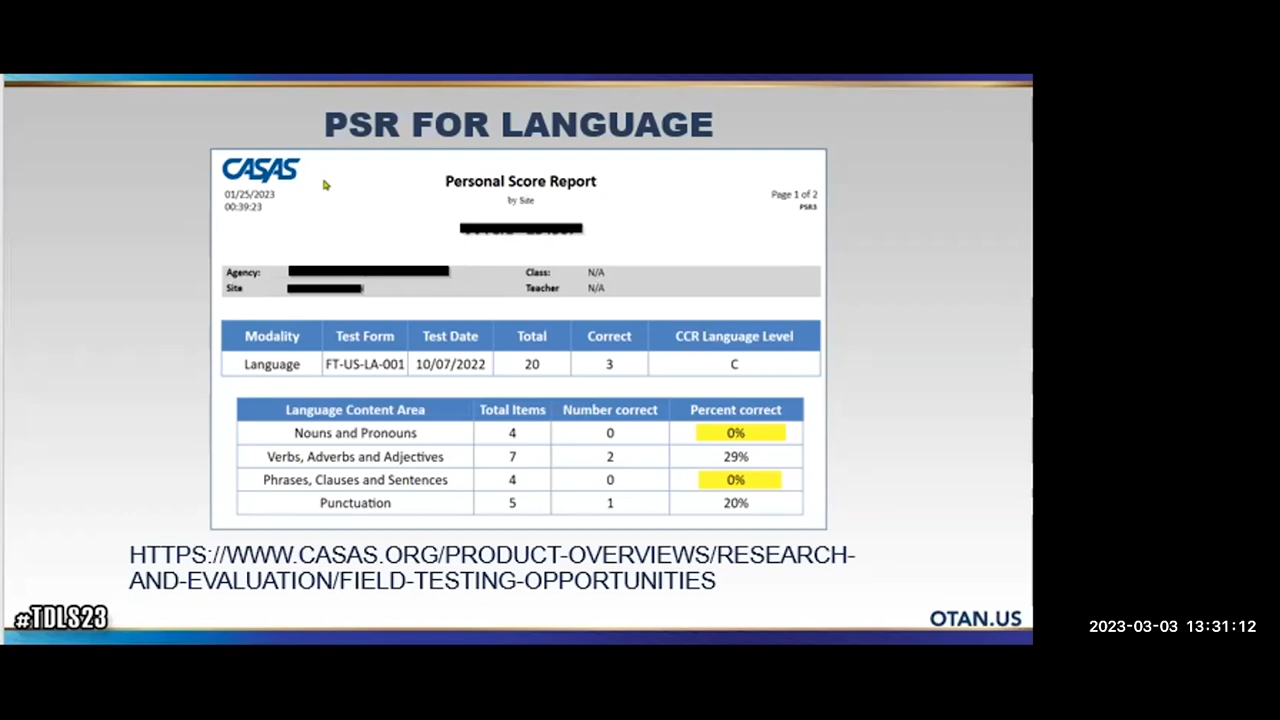 PSR FOR LANGUAGE
CASAS
Personal Score Report
01/25/2023
by Site
Page 1 of 2
00:39:23
PSR3
Agency: Class: N/A
Site Teacher N/A
Modality Test Form Test Date Total Correct CCR Language Level
Language FT-US-LA-001 10/07/2022 20 3 C
Language Content Area Total Items Number correct Percent correct
Nouns and Pronouns 4 0 0%
Verbs, Adverbs and Adjectives 7 2 29%
Phrases, Clauses and Sentences 4 0 0%
Punctuation 5 1 20%
HTTPS://WWW.CASAS.ORG/PRODUCT-OVERVIEWS/RESEARCH-
AND-EVALUATION/FIELD-TESTING-OPPORTUNITIES
#TDLS23
OTAN.US
2023-03-03 13:31:12